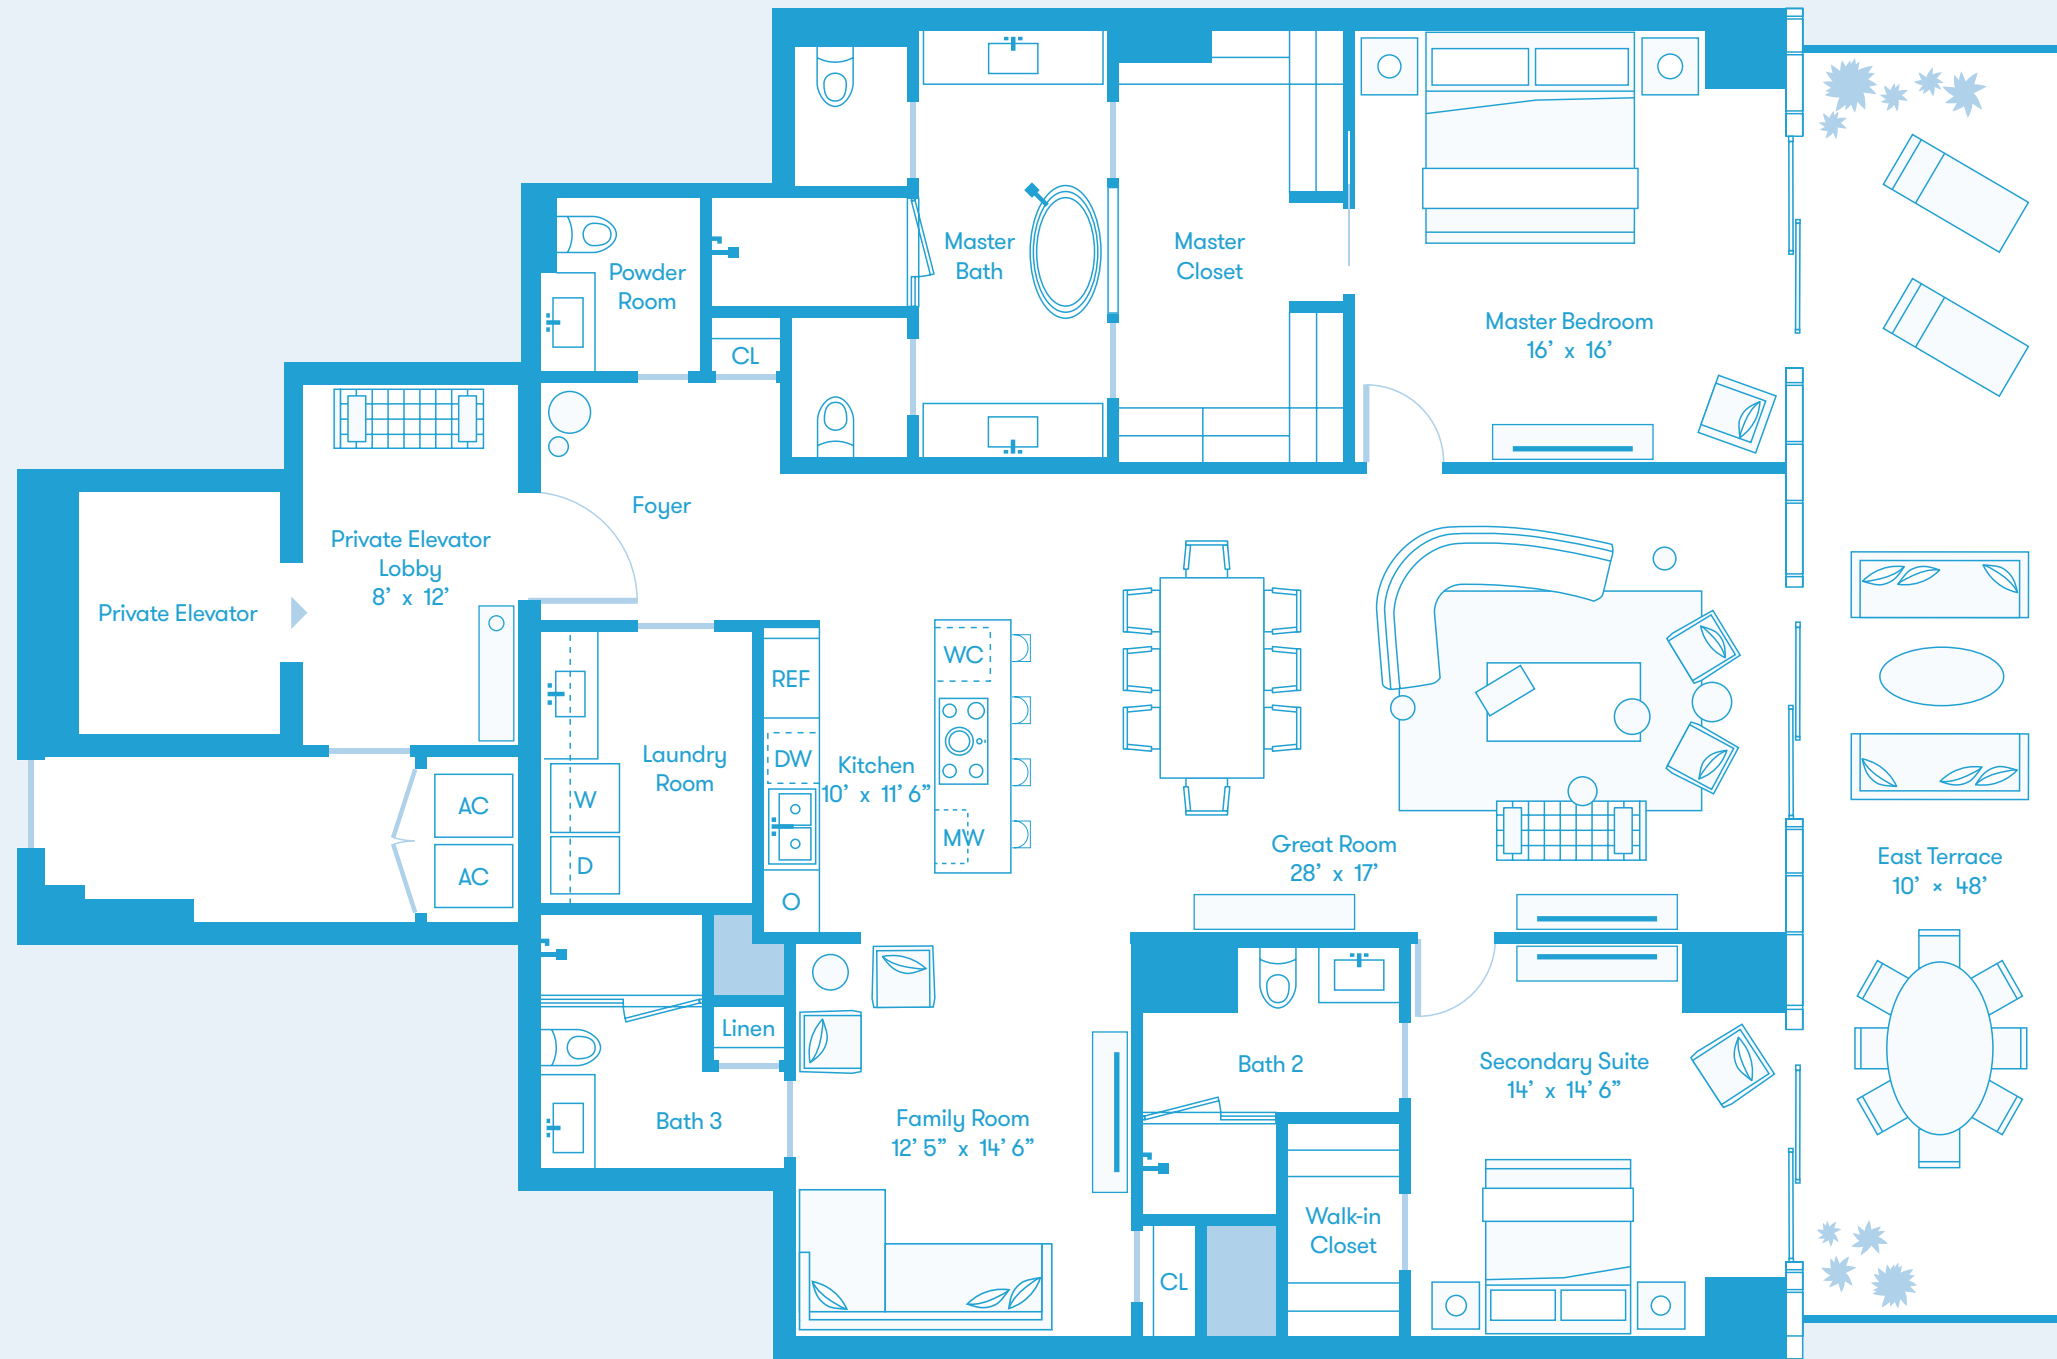 Master
Bath
Master
Closet
Powder
Room
CL
Master Bedroom
16’ x 16’
Foyer
Private Elevator
Lobby
8’ x 12’
Private Elevator
REF
WC
Laundry
Room
DW
Kitchen
10’ x 11’ 6”
W
AC
MW
D
AC
O
Great Room
28’ x 17’
East Terrace
10’ × 48’
Linen
Bath 3
Family Room
12’ 5” x 14’ 6”
Bath 2
Secondary Suite
14’ x 14’ 6”
Walk-in
Closet
CL